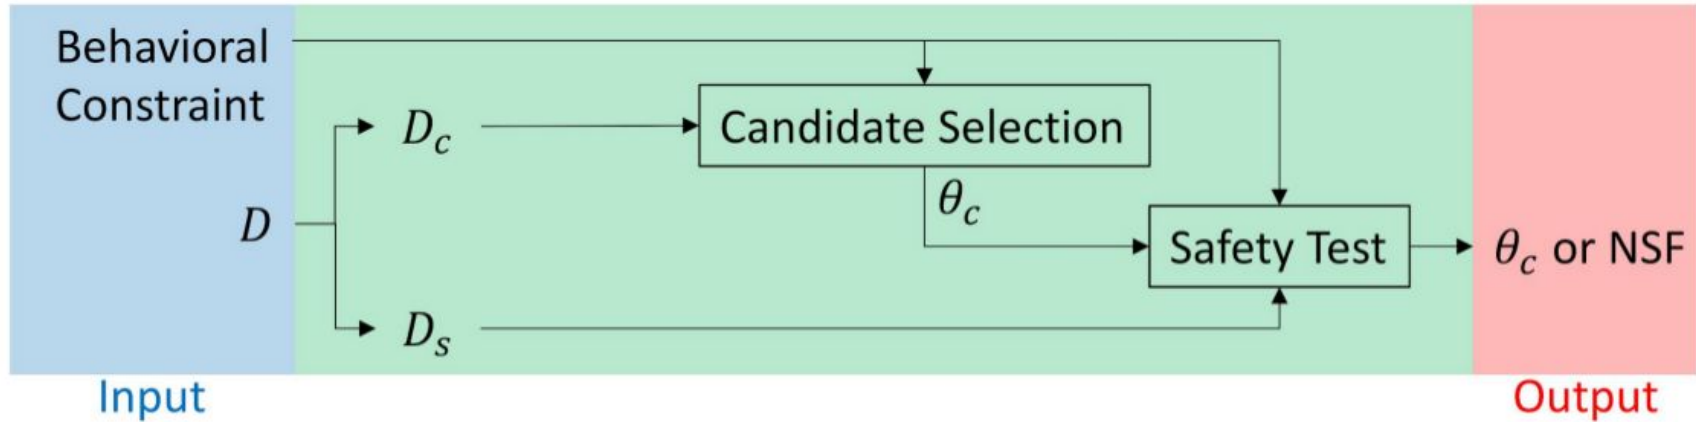 Behavioral
Constraint
D_c
Candidate Selection
θ_c
D
Safety Test
θ_c or NSF
D_s
Input
Output